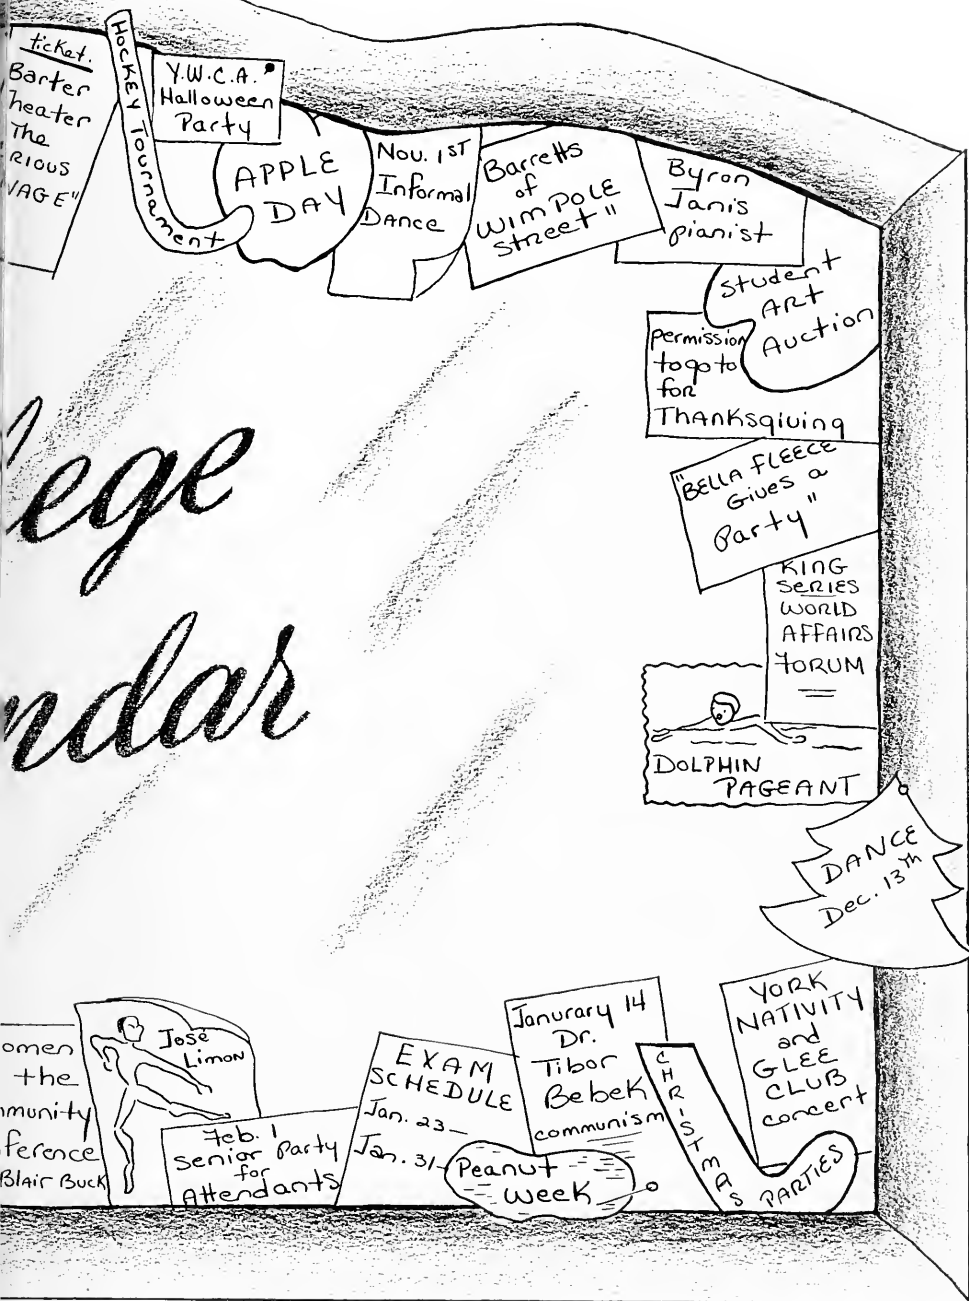 ticket.
Barter
heater
The
RIOUS
VAGE"
HOCKEY Tournament
Y.W.C.A.
Halloween
Party
APPLE
DAY
Nov. 1ST
Informal
Dance
Barretts
of
WIMPOLE
Street"
Byron
Janis
pianist
Student
ART
Auction
permission
to go to
for
Thanksgiving
"BELLA FLEECE
Gives a
Party"
KING
SERIES
WORLD
AFFAIRS
FORUM
DOLPHIN
PAGEANT
DANCE
Dec. 13Th
lege
ndar
omen
the
mmunity
ference
Blair Buck
José
Limon
Feb. 1
Senior Party
for
Attendants
EXAM
SCHEDULE
Jan. 23—
Jan. 31—
Peanut
Week
Janurary 14
Dr.
Tibor
Bebek
communism
CHRISTMAS
PARTIES
YORK
NATIVITY
and
GLEE
CLUB
concert